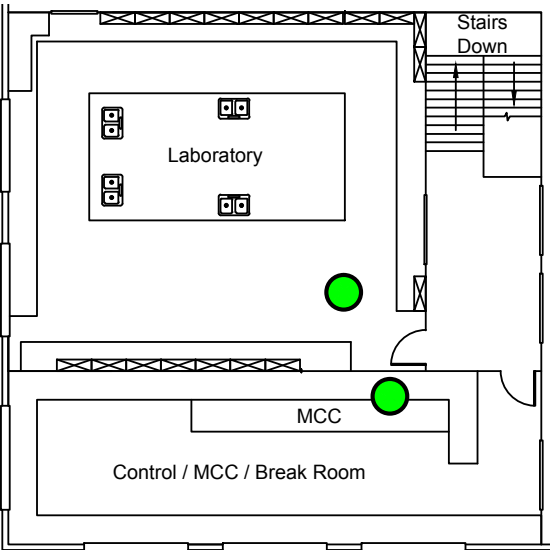 Stairs
Down
Laboratory
MCC
Control / MCC / Break Room